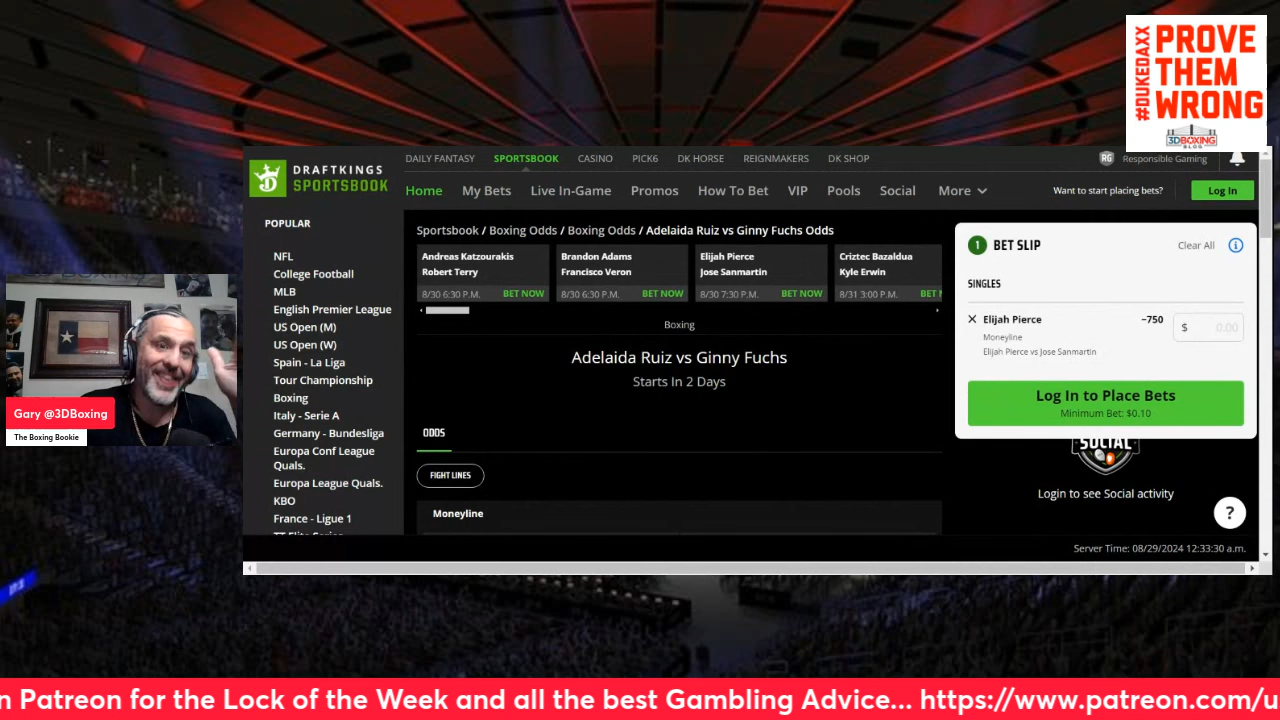 #DUKEDAXX
PROVE
THEM
WRONG
3DBOXING
BLOG
DRAFTKINGS
SPORTSBOOK
DAILY FANTASY SPORTSBOOK CASINO PICK6 DK HORSE REIGNMAKERS DK SHOP
RG Responsible Gaming
Home My Bets Live In-Game Promos How To Bet VIP Pools Social More
Want to start placing bets? Log In
POPULAR
NFL
College Football
MLB
English Premier League
US Open (M)
US Open (W)
Spain - La Liga
Tour Championship
Boxing
Italy - Serie A
Germany - Bundesliga
Europa Conf League
Quals.
Europa League Quals.
KBO
France - Ligue 1
Sportsbook / Boxing Odds / Boxing Odds / Adelaida Ruiz vs Ginny Fuchs Odds
Andreas Katzourakis
Robert Terry
8/30 6:30 P.M. BET NOW
Brandon Adams
Francisco Veron
8/30 6:30 P.M. BET NOW
Elijah Pierce
Jose Sanmartin
8/30 7:30 P.M. BET NOW
Criztec Bazaldua
Kyle Erwin
8/31 3:00 P.M. BET N
Boxing
Adelaida Ruiz vs Ginny Fuchs
Starts In 2 Days
ODDS
FIGHT LINES
Moneyline
1 BET SLIP Clear All
SINGLES
Elijah Pierce −750 $ 0.00
Moneyline
Elijah Pierce vs Jose Sanmartin
Log In to Place Bets
Minimum Bet: $0.10
SOCIAL
Login to see Social activity
?
Server Time: 08/29/2024 12:33:30 a.m.
Gary @3DBoxing
The Boxing Bookie
n Patreon for the Lock of the Week and all the best Gambling Advice... https://www.patreon.com/u